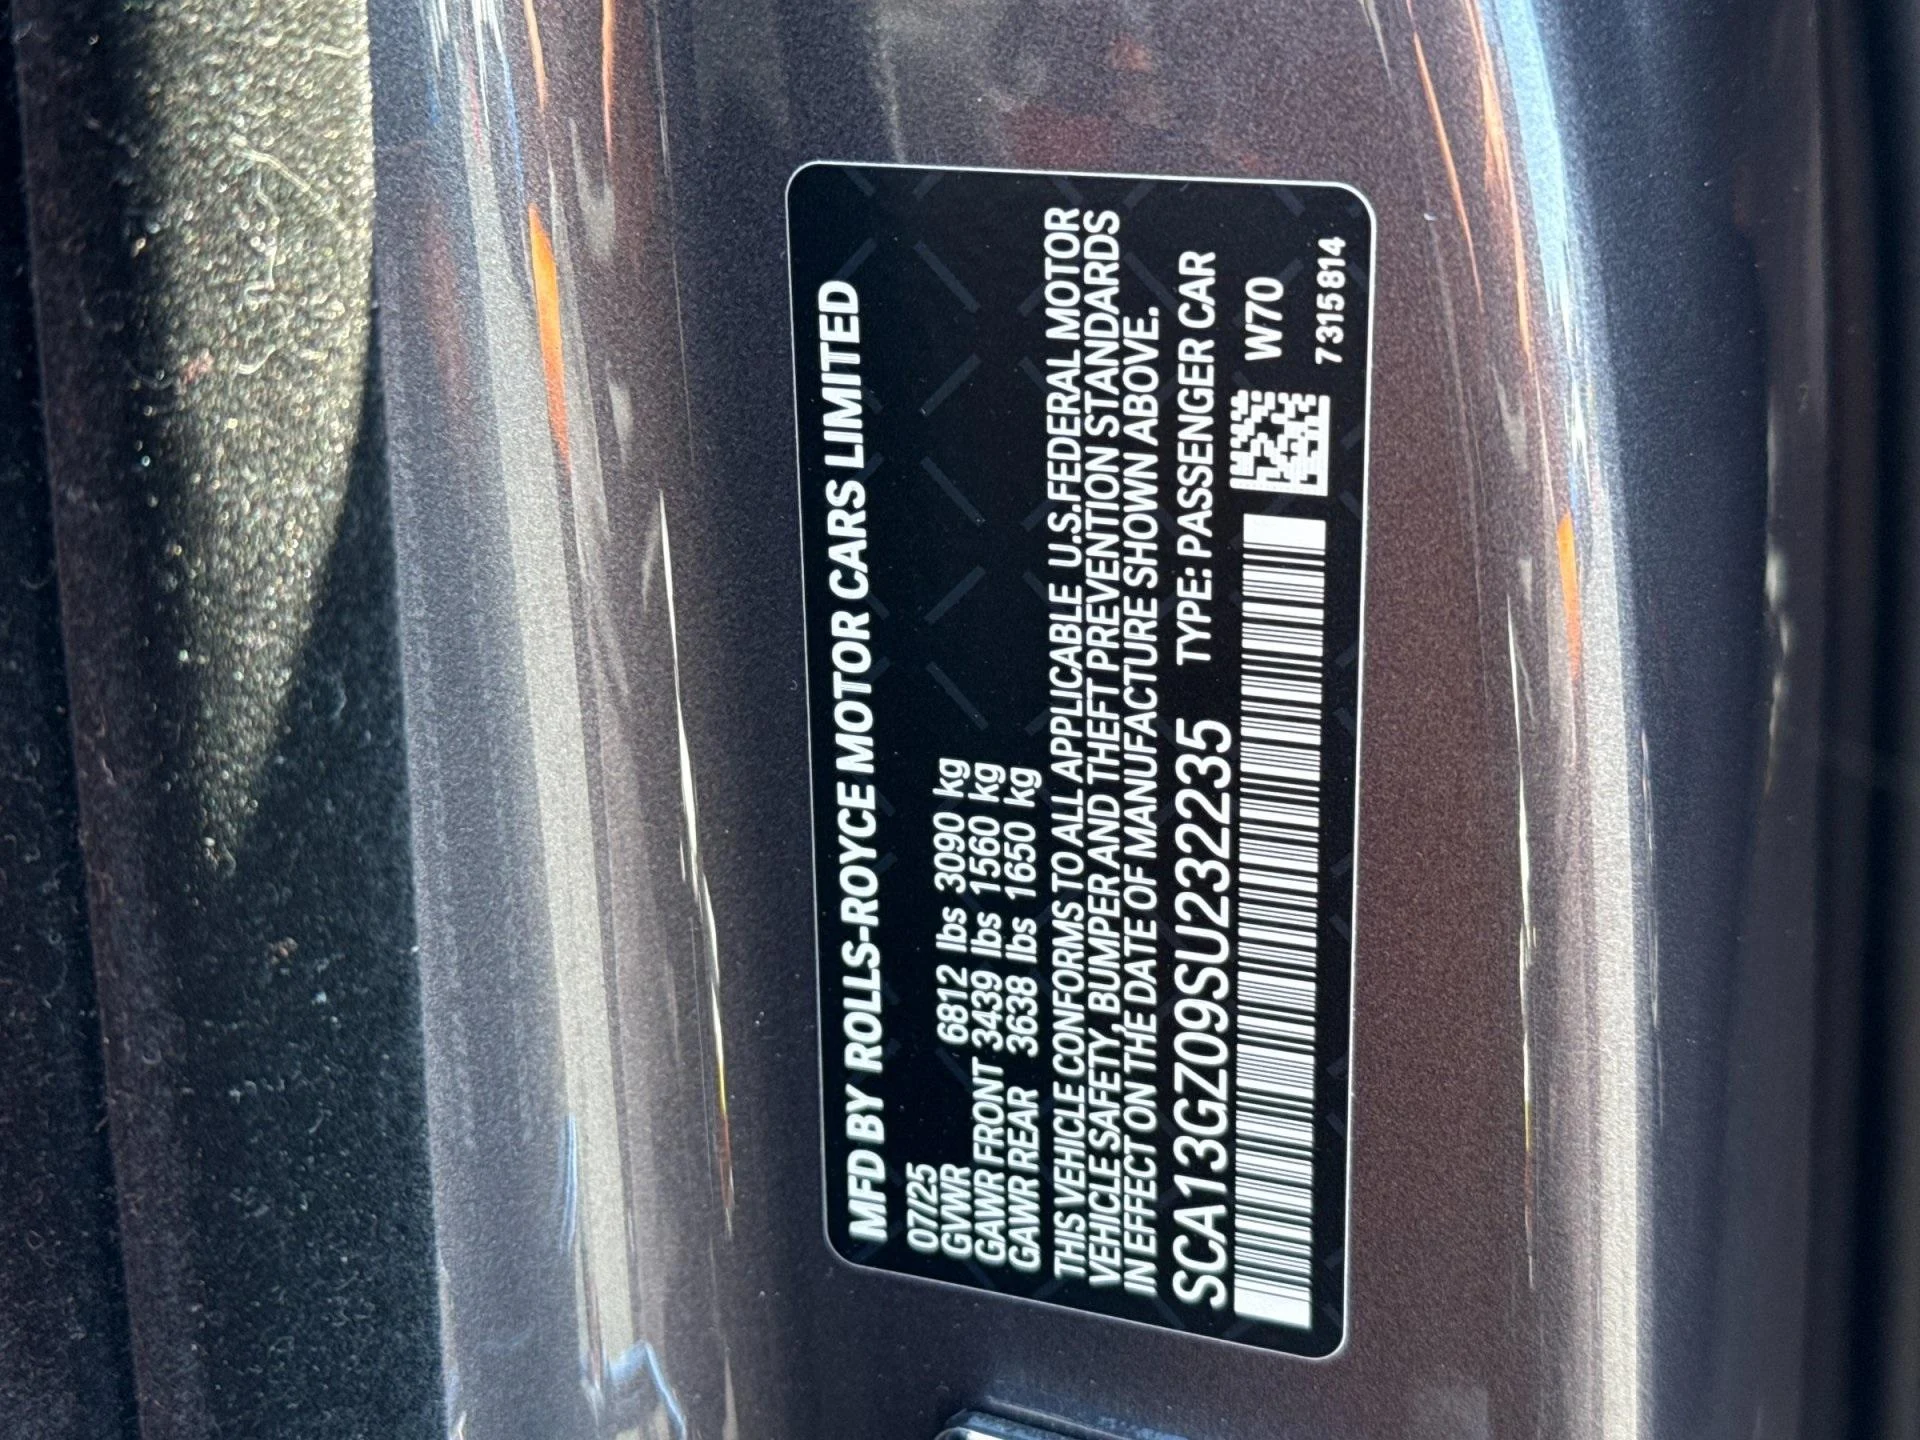 MFD BY ROLLS-ROYCE MOTOR CARS LIMITED
07/25
GVWR 6812 lbs 3090 kg
GAWR FRONT 3439 lbs 1560 kg
GAWR REAR 3638 lbs 1650 kg
THIS VEHICLE CONFORMS TO ALL APPLICABLE U.S.FEDERAL MOTOR
VEHICLE SAFETY, BUMPER AND THEFT PREVENTION STANDARDS
IN EFFECT ON THE DATE OF MANUFACTURE SHOWN ABOVE.
SCA13GZ09SU232235 TYPE: PASSENGER CAR
W70
7315814